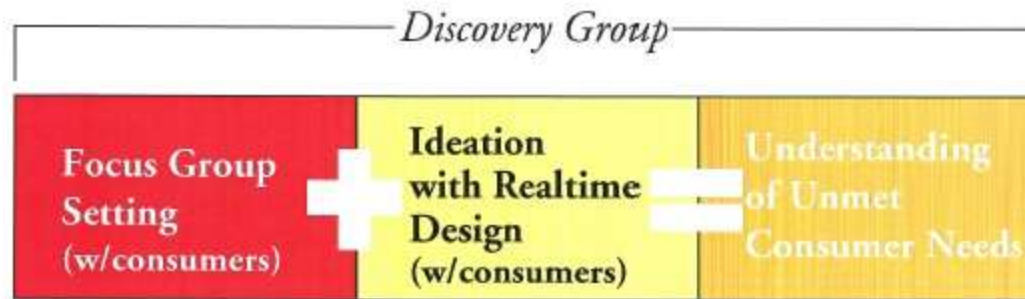 Discovery Group
Focus Group
Setting
(w/consumers)
Ideation
with Realtime
Design
(w/consumers)
Understanding
of Unmet
Consumer Needs